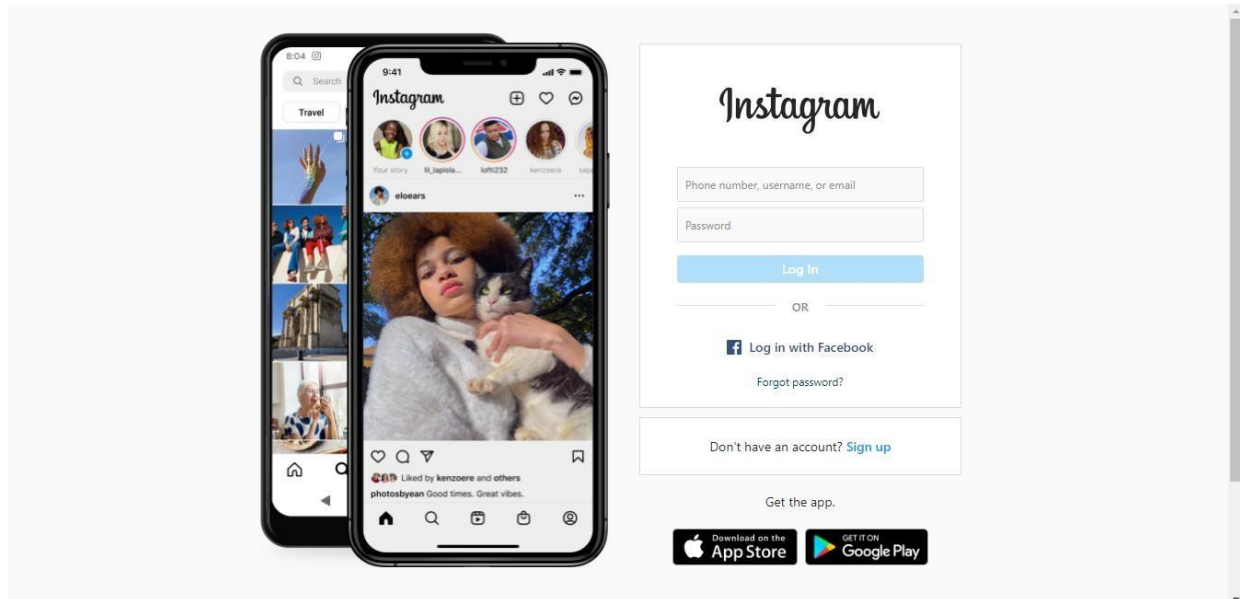 8:04
Search
Travel
9:41
Instagram
Your story lil_lapisla... lofti232 kenzoere sap
eloears
Liked by kenzoere and others
photosbyean Good times. Great vibes.
Instagram
Phone number, username, or email
Password
Log In
OR
Log in with Facebook
Forgot password?
Don't have an account? Sign up
Get the app.
Download on the
App Store
GET IT ON
Google Play